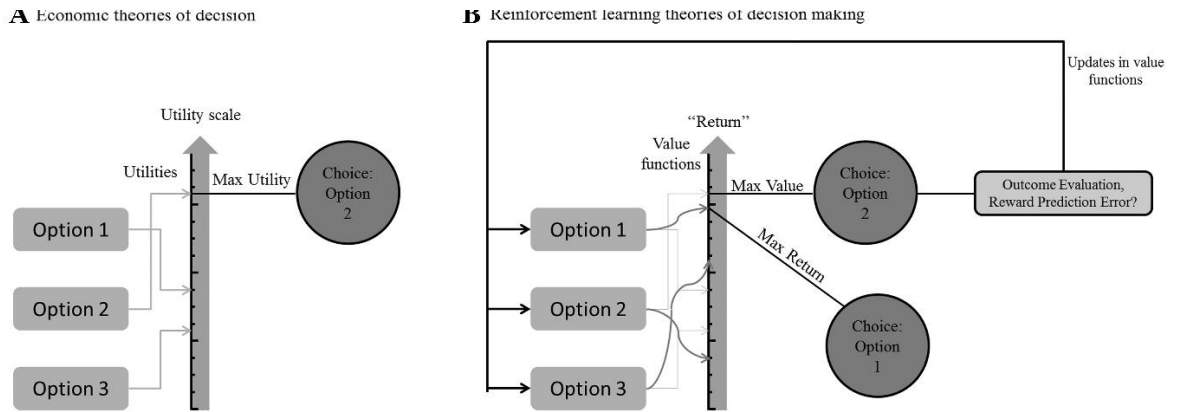 A Economic theories of decision
Utility scale
Utilities
Max Utility
Choice:
Option
2
Option 1
Option 2
Option 3
B Reinforcement learning theories of decision making
Updates in value
functions
“Return”
Value
functions
Max Value
Choice:
Option
2
Outcome Evaluation,
Reward Prediction Error?
Option 1
Max Return
Option 2
Choice:
Option
1
Option 3